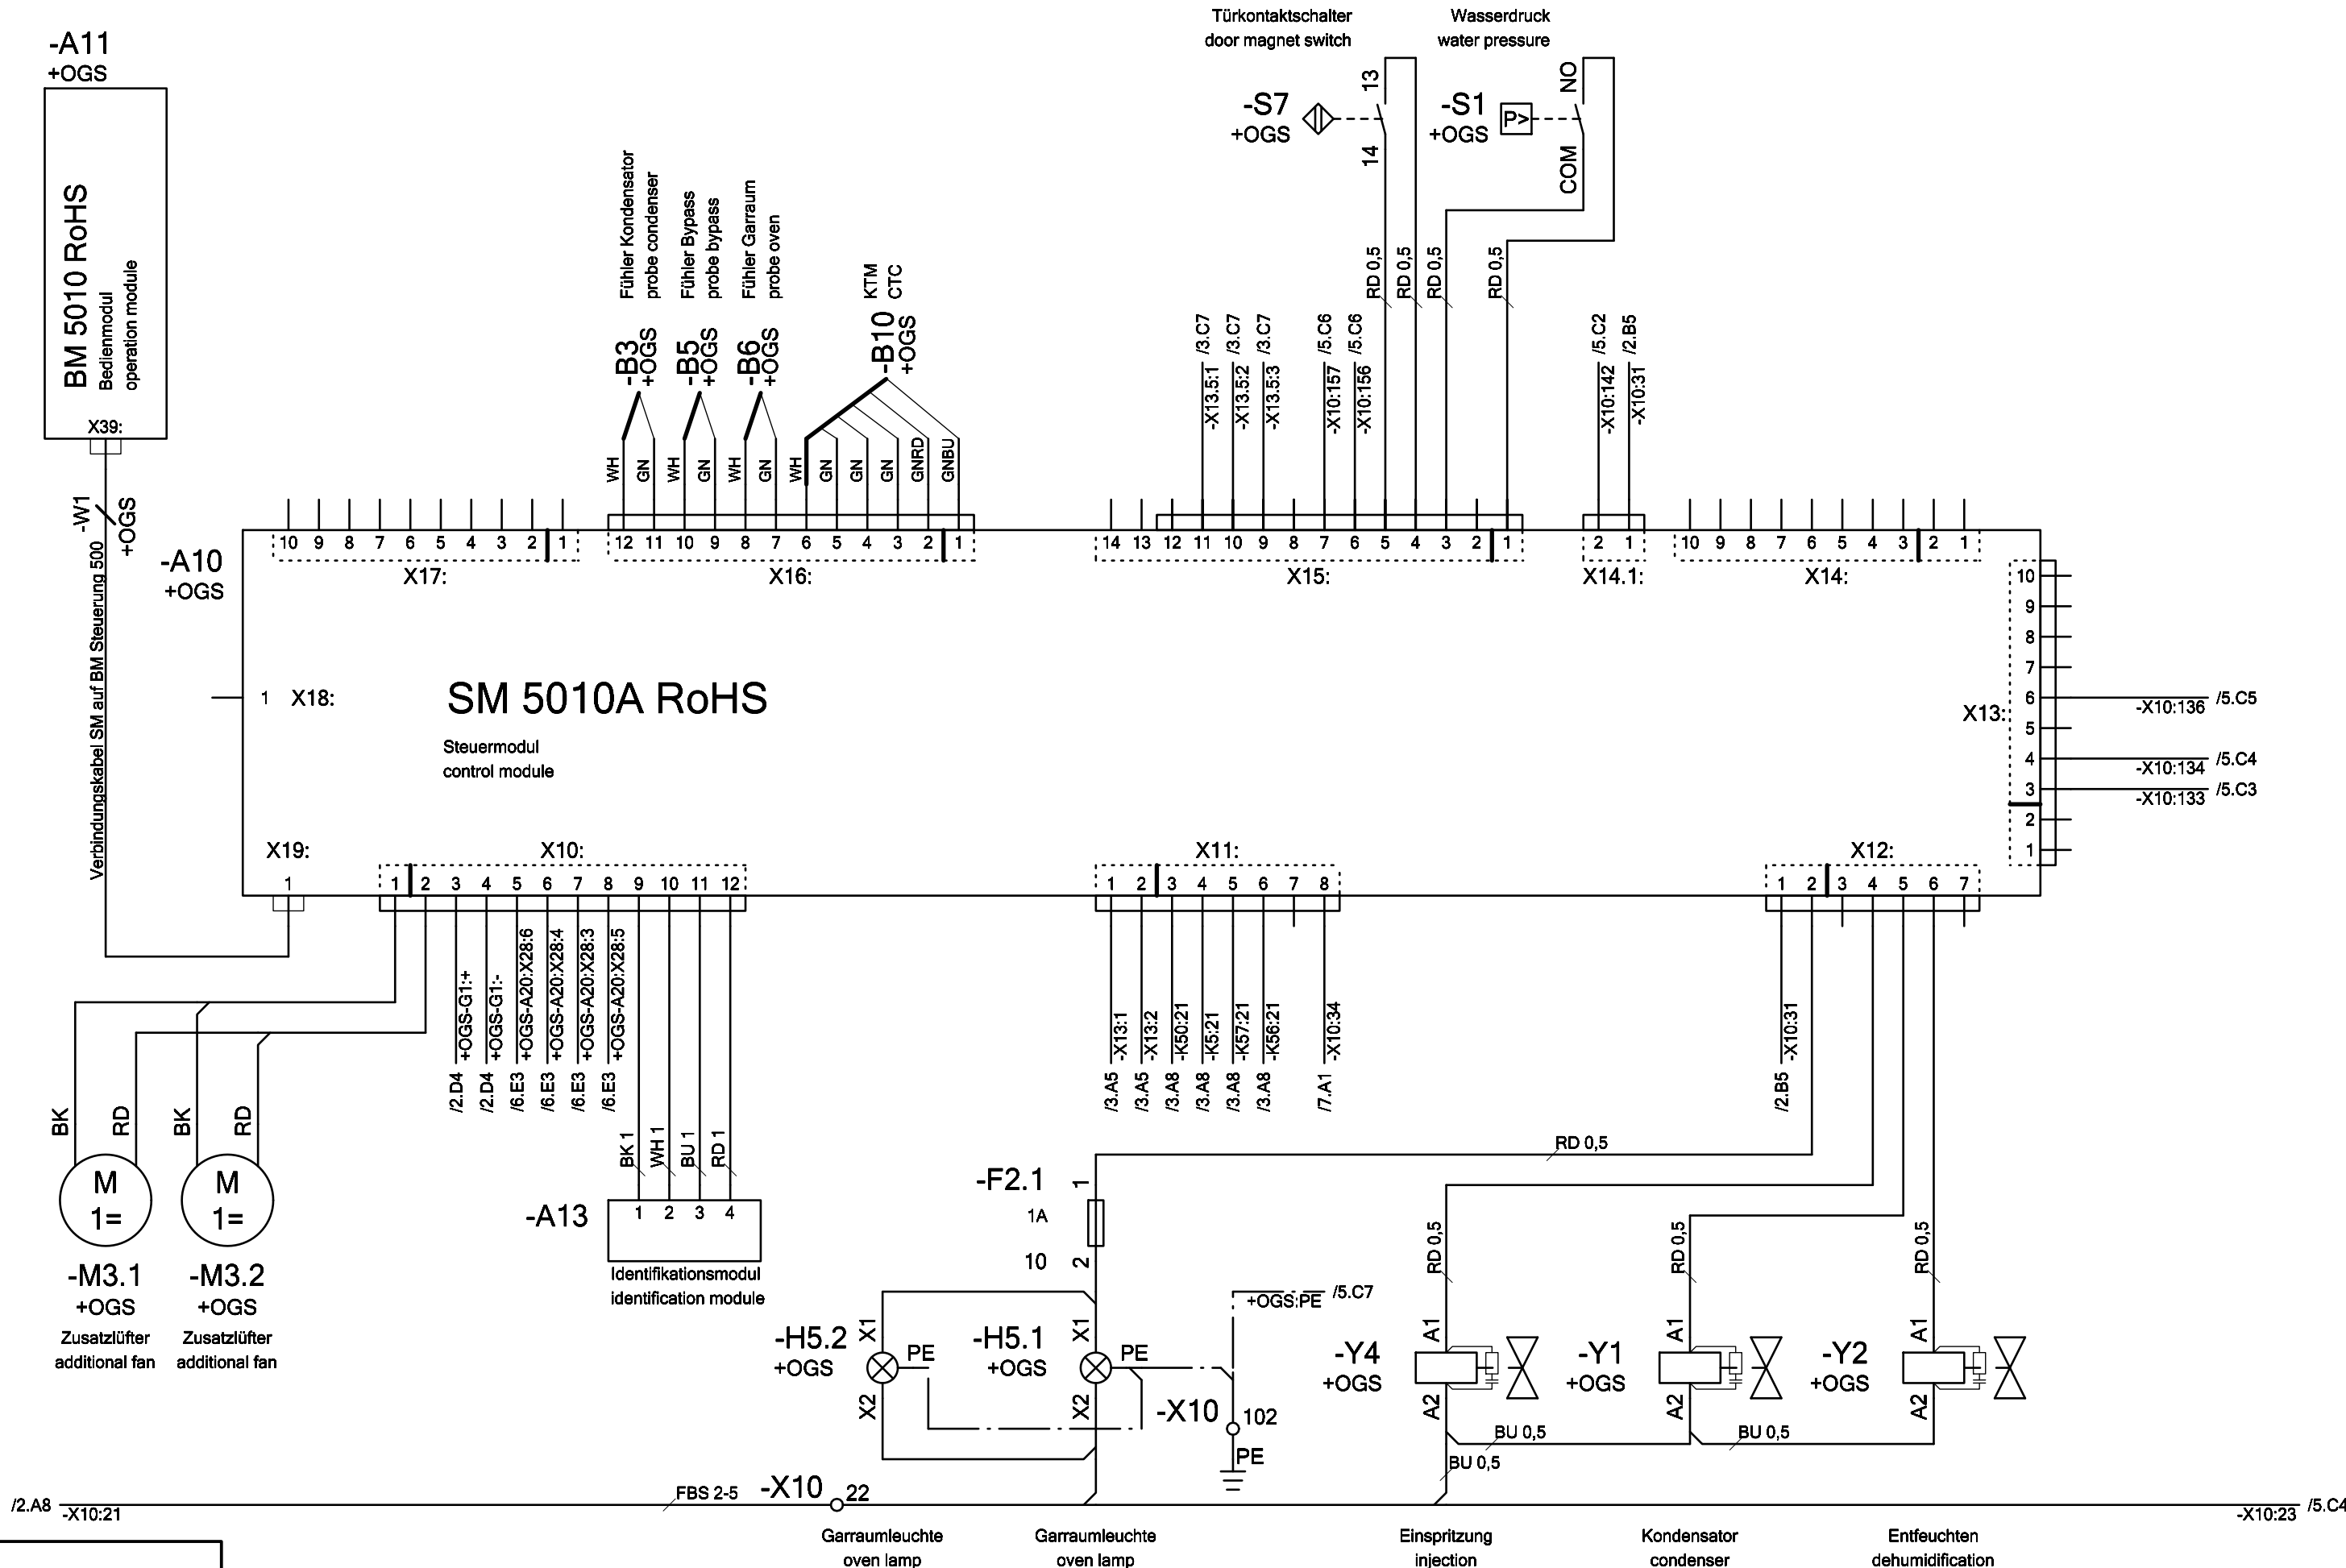 Türkontaktschalter
door magnet switch
Wasserdruck
water pressure
-A11
+OGS
BM 5010 RoHS
Bedienmodul
operation module
X39:
-W1
+OGS
Verbindungskabel SM auf BM Steuerung 500
Fühler Kondensator
probe condenser
-B3
+OGS
Fühler Bypass
probe bypass
-B5
+OGS
Fühler Garraum
probe oven
-B6
+OGS
KTM
CTC
-B10
+OGS
WH GN WH GN WH GN WH GN GN GN GNRD GNBU
-S7
+OGS
13
14
-S1
+OGS
P>
NO
COM
RD 0,5 RD 0,5 RD 0,5 RD 0,5
-X13.5:1 /3.C7
-X13.5:2 /3.C7
-X13.5:3 /3.C7
-X10:157 /5.C6
-X10:156 /5.C6
-X10:142 /5.C2
-X10:31 /2.B5
-A10
+OGS
10 9 8 7 6 5 4 3 2 1
X17:
12 11 10 9 8 7 6 5 4 3 2 1
X16:
14 13 12 11 10 9 8 7 6 5 4 3 2 1
X15:
2 1
X14.1:
10 9 8 7 6 5 4 3 2 1
X14:
1 X18:
SM 5010A RoHS
Steuermodul
control module
X13:
10
9
8
7
6
5
4
3
2
1
-X10:136 /5.C5
-X10:134 /5.C4
-X10:133 /5.C3
X19:
1
X10:
1 2 3 4 5 6 7 8 9 10 11 12
X11:
1 2 3 4 5 6 7 8
X12:
1 2 3 4 5 6 7
/2.D4 +OGS-G1:+
/2.D4 +OGS-G1:-
/6.E3 +OGS-A20:X28:6
/6.E3 +OGS-A20:X28:4
/6.E3 +OGS-A20:X28:3
/6.E3 +OGS-A20:X28:5
BK 1 WH 1 BU 1 RD 1
/3.A5 -X13:1
/3.A5 -X13:2
/3.A8 -K50:21
/3.A8 -K5:21
/3.A8 -K57:21
/3.A8 -K56:21
/7.A1 -X10:34
/2.B5 -X10:31
BK RD BK RD
M
1=
M
1=
-M3.1
+OGS
Zusatzlüfter
additional fan
-M3.2
+OGS
Zusatzlüfter
additional fan
-A13
1 2 3 4
Identifikationsmodul
identification module
RD 0,5
-F2.1
1A
10
1
2
-H5.2
+OGS
X1
X2
PE
-H5.1
+OGS
X1
X2
PE
+OGS:PE /5.C7
-X10
102
PE
RD 0,5 RD 0,5 RD 0,5
-Y4
+OGS
A1
A2
-Y1
+OGS
A1
A2
-Y2
+OGS
A1
A2
BU 0,5
BU 0,5
BU 0,5
/2.A8
-X10:21
FBS 2-5
-X10
22
-X10:23
/5.C4
Garraumleuchte
oven lamp
Garraumleuchte
oven lamp
Einspritzung
injection
Kondensator
condenser
Entfeuchten
dehumidification